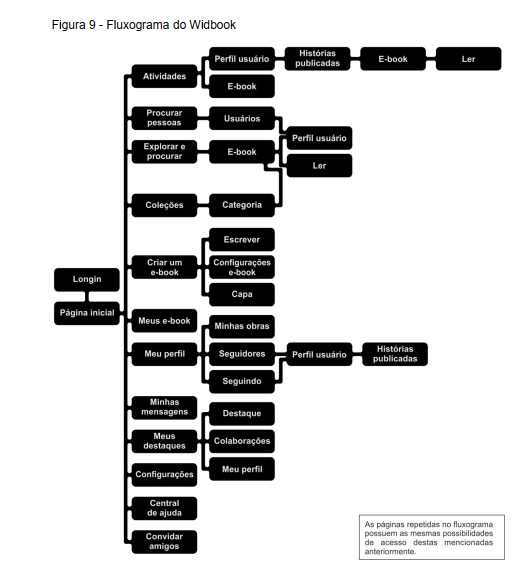 Figura 9 - Fluxograma do Widbook
Perfil usuário
Histórias
publicadas
E-book
Ler
Atividades
E-book
Procurar
pessoas
Usuários
Perfil usuário
Explorar e
procurar
E-book
Ler
Coleções
Categoria
Escrever
Criar um
e-book
Configurações
e-book
Capa
Longin
Página inicial
Meus e-book
Minhas obras
Meu perfil
Seguidores
Perfil usuário
Histórias
publicadas
Seguindo
Minhas
mensagens
Destaque
Meus
destaques
Colaborações
Meu perfil
Configurações
Central
de ajuda
Convidar
amigos
As páginas repetidas no fluxograma
possuem as mesmas possibilidades
de acesso destas mencionadas
anteriormente.